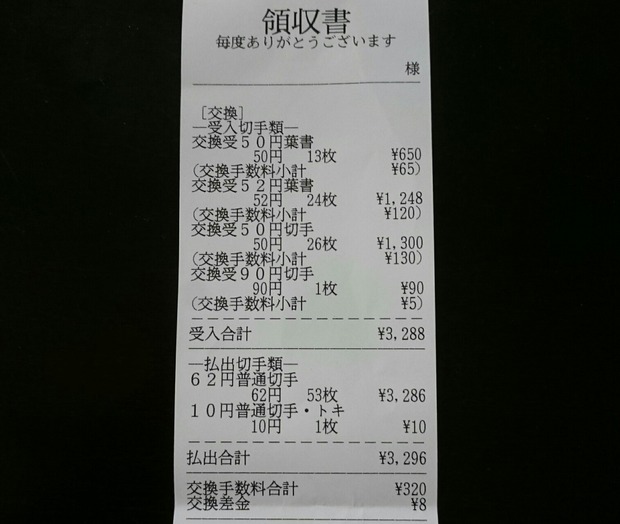 領収書
毎度ありがとうございます
様
[交換]
―受入切手類―
交換受50円葉書
50円 13枚 ¥650
(交換手数料小計 ¥65)
交換受52円葉書
52円 24枚 ¥1,248
(交換手数料小計 ¥120)
交換受50円切手
50円 26枚 ¥1,300
(交換手数料小計 ¥130)
交換受90円切手
90円 1枚 ¥90
(交換手数料小計 ¥5)
受入合計 ¥3,288
―払出切手類―
62円普通切手
62円 53枚 ¥3,286
10円普通切手・トキ
10円 1枚 ¥10
払出合計 ¥3,296
交換手数料合計 ¥320
交換差金 ¥8